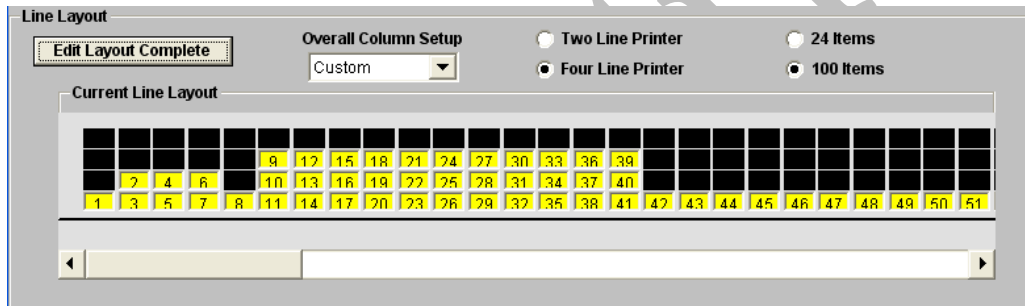 Line Layout
Edit Layout Complete
Overall Column Setup
Custom
Two Line Printer
Four Line Printer
24 Items
100 Items
Current Line Layout
9 12 15 18 21 24 27 30 33 36 39
2 4 6 10 13 16 19 22 25 28 31 34 37 40
1 3 5 7 8 11 14 17 20 23 26 29 32 35 38 41 42 43 44 45 46 47 48 49 50 51